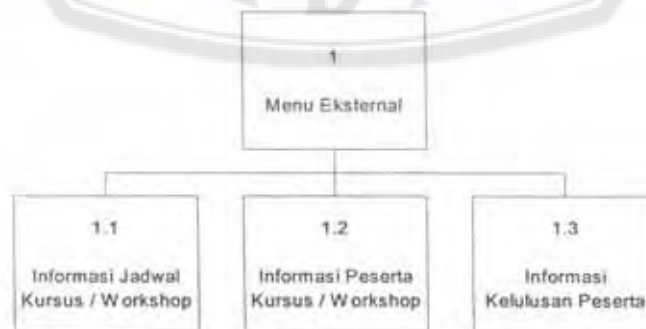 1
Menu Eksternal
1.1
Informasi Jadwal
Kursus / Workshop
1.2
Informasi Peserta
Kursus / Workshop
1.3
Informasi
Kelulusan Peserta